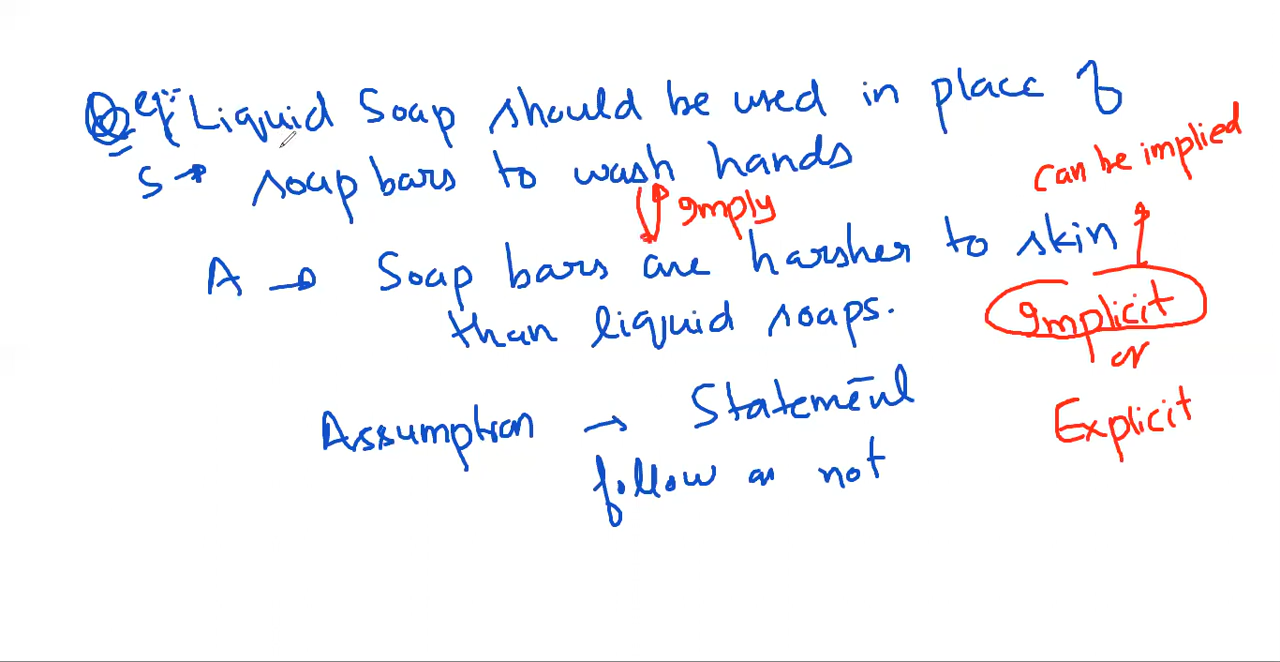 eg:- Liquid Soap should be used in place of
S → soap bars to wash hands
can be implied
Imply
A → Soap bars are harsher to skin
than liquid soaps.
Implicit
or
Explicit
Assumption → Statement
follow or not